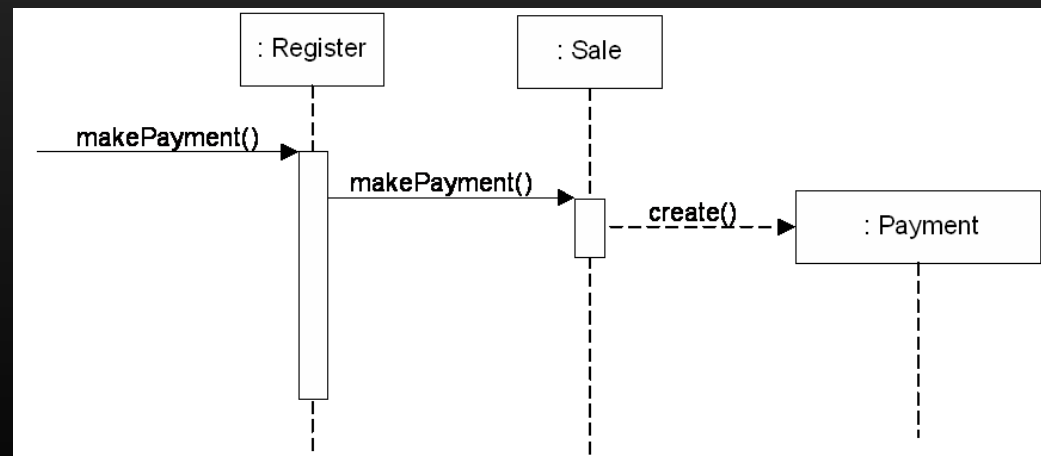 : Register
: Sale
makePayment()
makePayment()
create()
: Payment